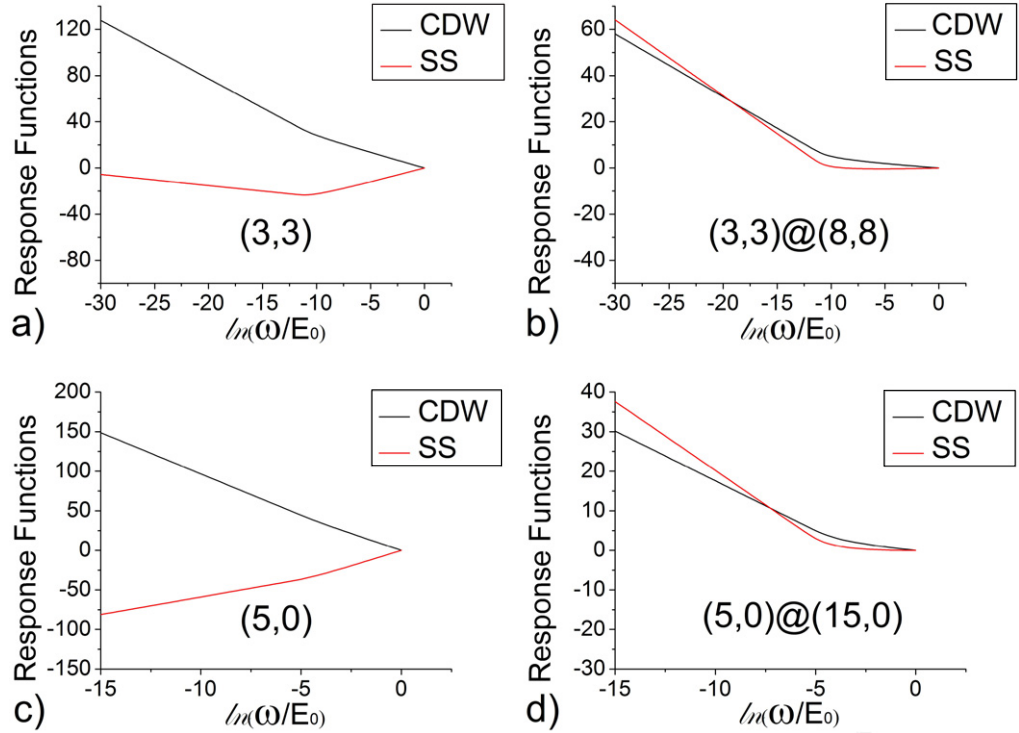 120
80
40
0
-40
-80
-30 -25 -20 -15 -10 -5 0
Response Functions
ln(ω/E₀)
CDW
SS
(3,3)
a)
60
40
20
0
-20
-40
-30 -25 -20 -15 -10 -5 0
Response Functions
ln(ω/E₀)
CDW
SS
(3,3)@(8,8)
b)
200
150
100
50
0
-50
-100
-150
-15 -10 -5 0
Response Functions
ln(ω/E₀)
CDW
SS
(5,0)
c)
40
30
20
10
0
-10
-20
-30
-15 -10 -5 0
Response Functions
ln(ω/E₀)
CDW
SS
(5,0)@(15,0)
d)